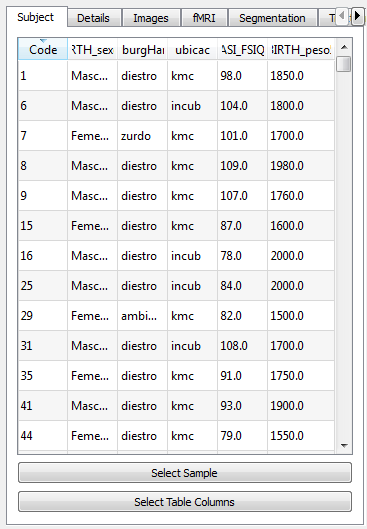 Subject Details Images fMRI Segmentation T
Code RTH_sex burgHar ubicac ASI_FSIQ BIRTH_peso
1 Masc... diestro kmc 98.0 1850.0
6 Masc... diestro incub 104.0 1800.0
7 Feme... zurdo kmc 101.0 1700.0
8 Masc... diestro kmc 109.0 1980.0
9 Masc... diestro kmc 107.0 1760.0
15 Feme... diestro kmc 87.0 1600.0
16 Masc... diestro incub 78.0 2000.0
25 Masc... diestro incub 84.0 2000.0
29 Feme... ambi... kmc 82.0 1500.0
31 Masc... diestro incub 108.0 1700.0
35 Feme... diestro kmc 91.0 1750.0
41 Masc... diestro kmc 93.0 1900.0
44 Feme... diestro kmc 79.0 1550.0
Select Sample
Select Table Columns